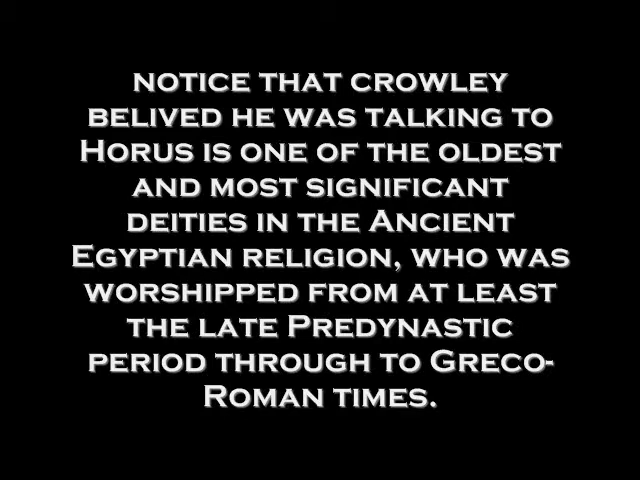 NOTICE THAT CROWLEY
BELIVED HE WAS TALKING TO
HORUS IS ONE OF THE OLDEST
AND MOST SIGNIFICANT
DEITIES IN THE ANCIENT
EGYPTIAN RELIGION, WHO WAS
WORSHIPPED FROM AT LEAST
THE LATE PREDYNASTIC
PERIOD THROUGH TO GRECO-
ROMAN TIMES.